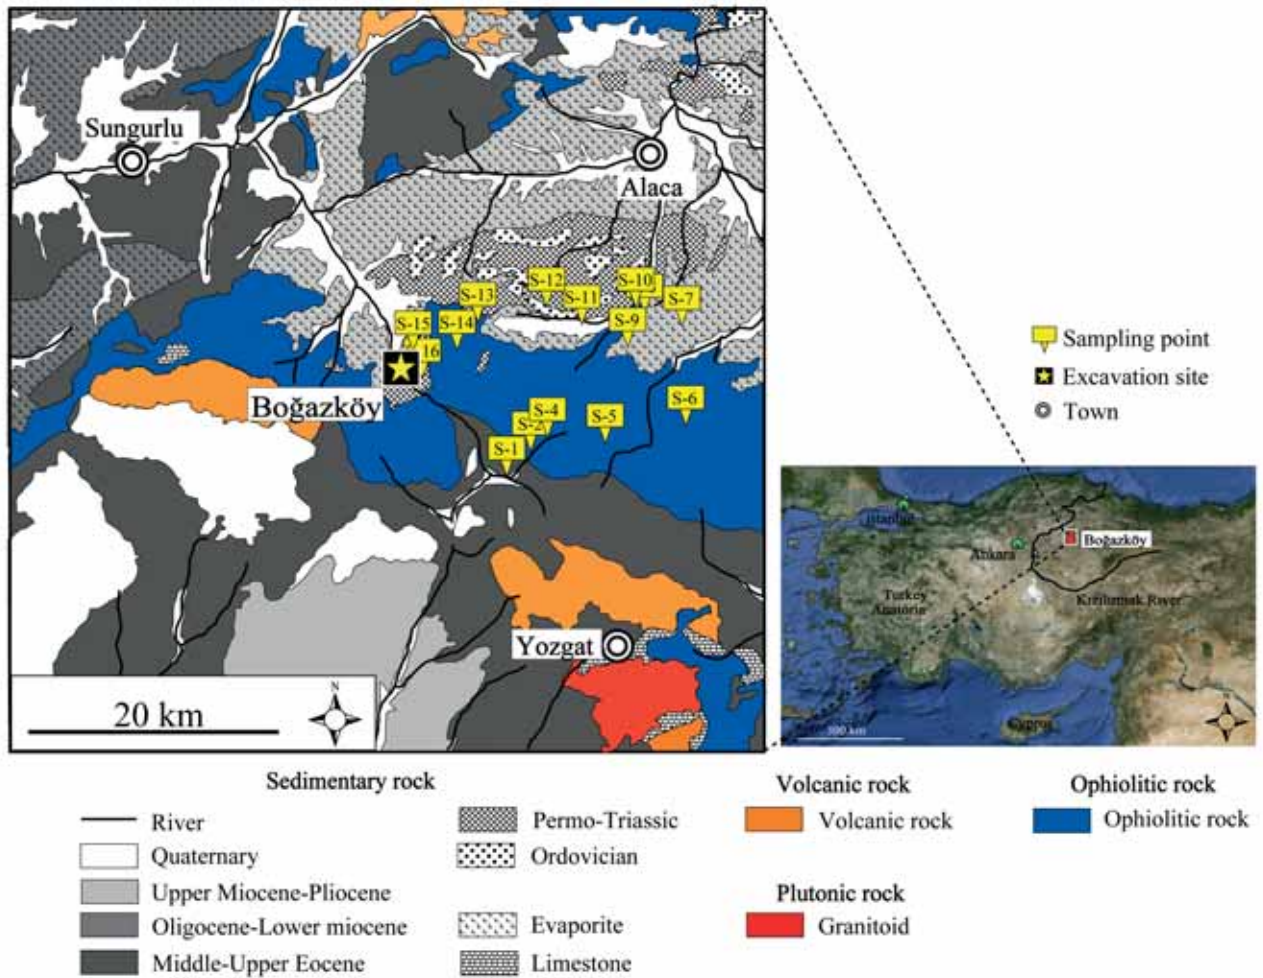 Sungurlu
Alaca
S-12
S-10
S-13
S-11
S-7
S-15
S-14
S-9
16
Boğazköy
S-6
S-4
S-5
S-2
S-1
Yozgat
N
20 km
Sampling point
Excavation site
Town
İstanbul
Ankara
Boğazköy
Turkey
Anatolia
Kızılırmak River
Cyprus
N
300 km
Sedimentary rock
River
Quaternary
Upper Miocene-Pliocene
Oligocene-Lower miocene
Middle-Upper Eocene
Permo-Triassic
Ordovician
Evaporite
Limestone
Volcanic rock
Volcanic rock
Plutonic rock
Granitoid
Ophiolitic rock
Ophiolitic rock